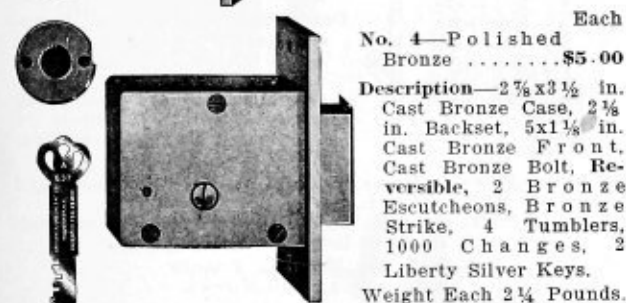 Each
No. 4—Polished
Bronze ........$5.00
Description—2⅞x3½ in.
Cast Bronze Case, 2⅛
in. Backset, 5x1⅛ in.
Cast Bronze Front,
Cast Bronze Bolt, Re-
versible, 2 Bronze
Escutcheons, Bronze
Strike, 4 Tumblers,
1000 Changes, 2
Liberty Silver Keys.
Weight Each 2¼ Pounds.